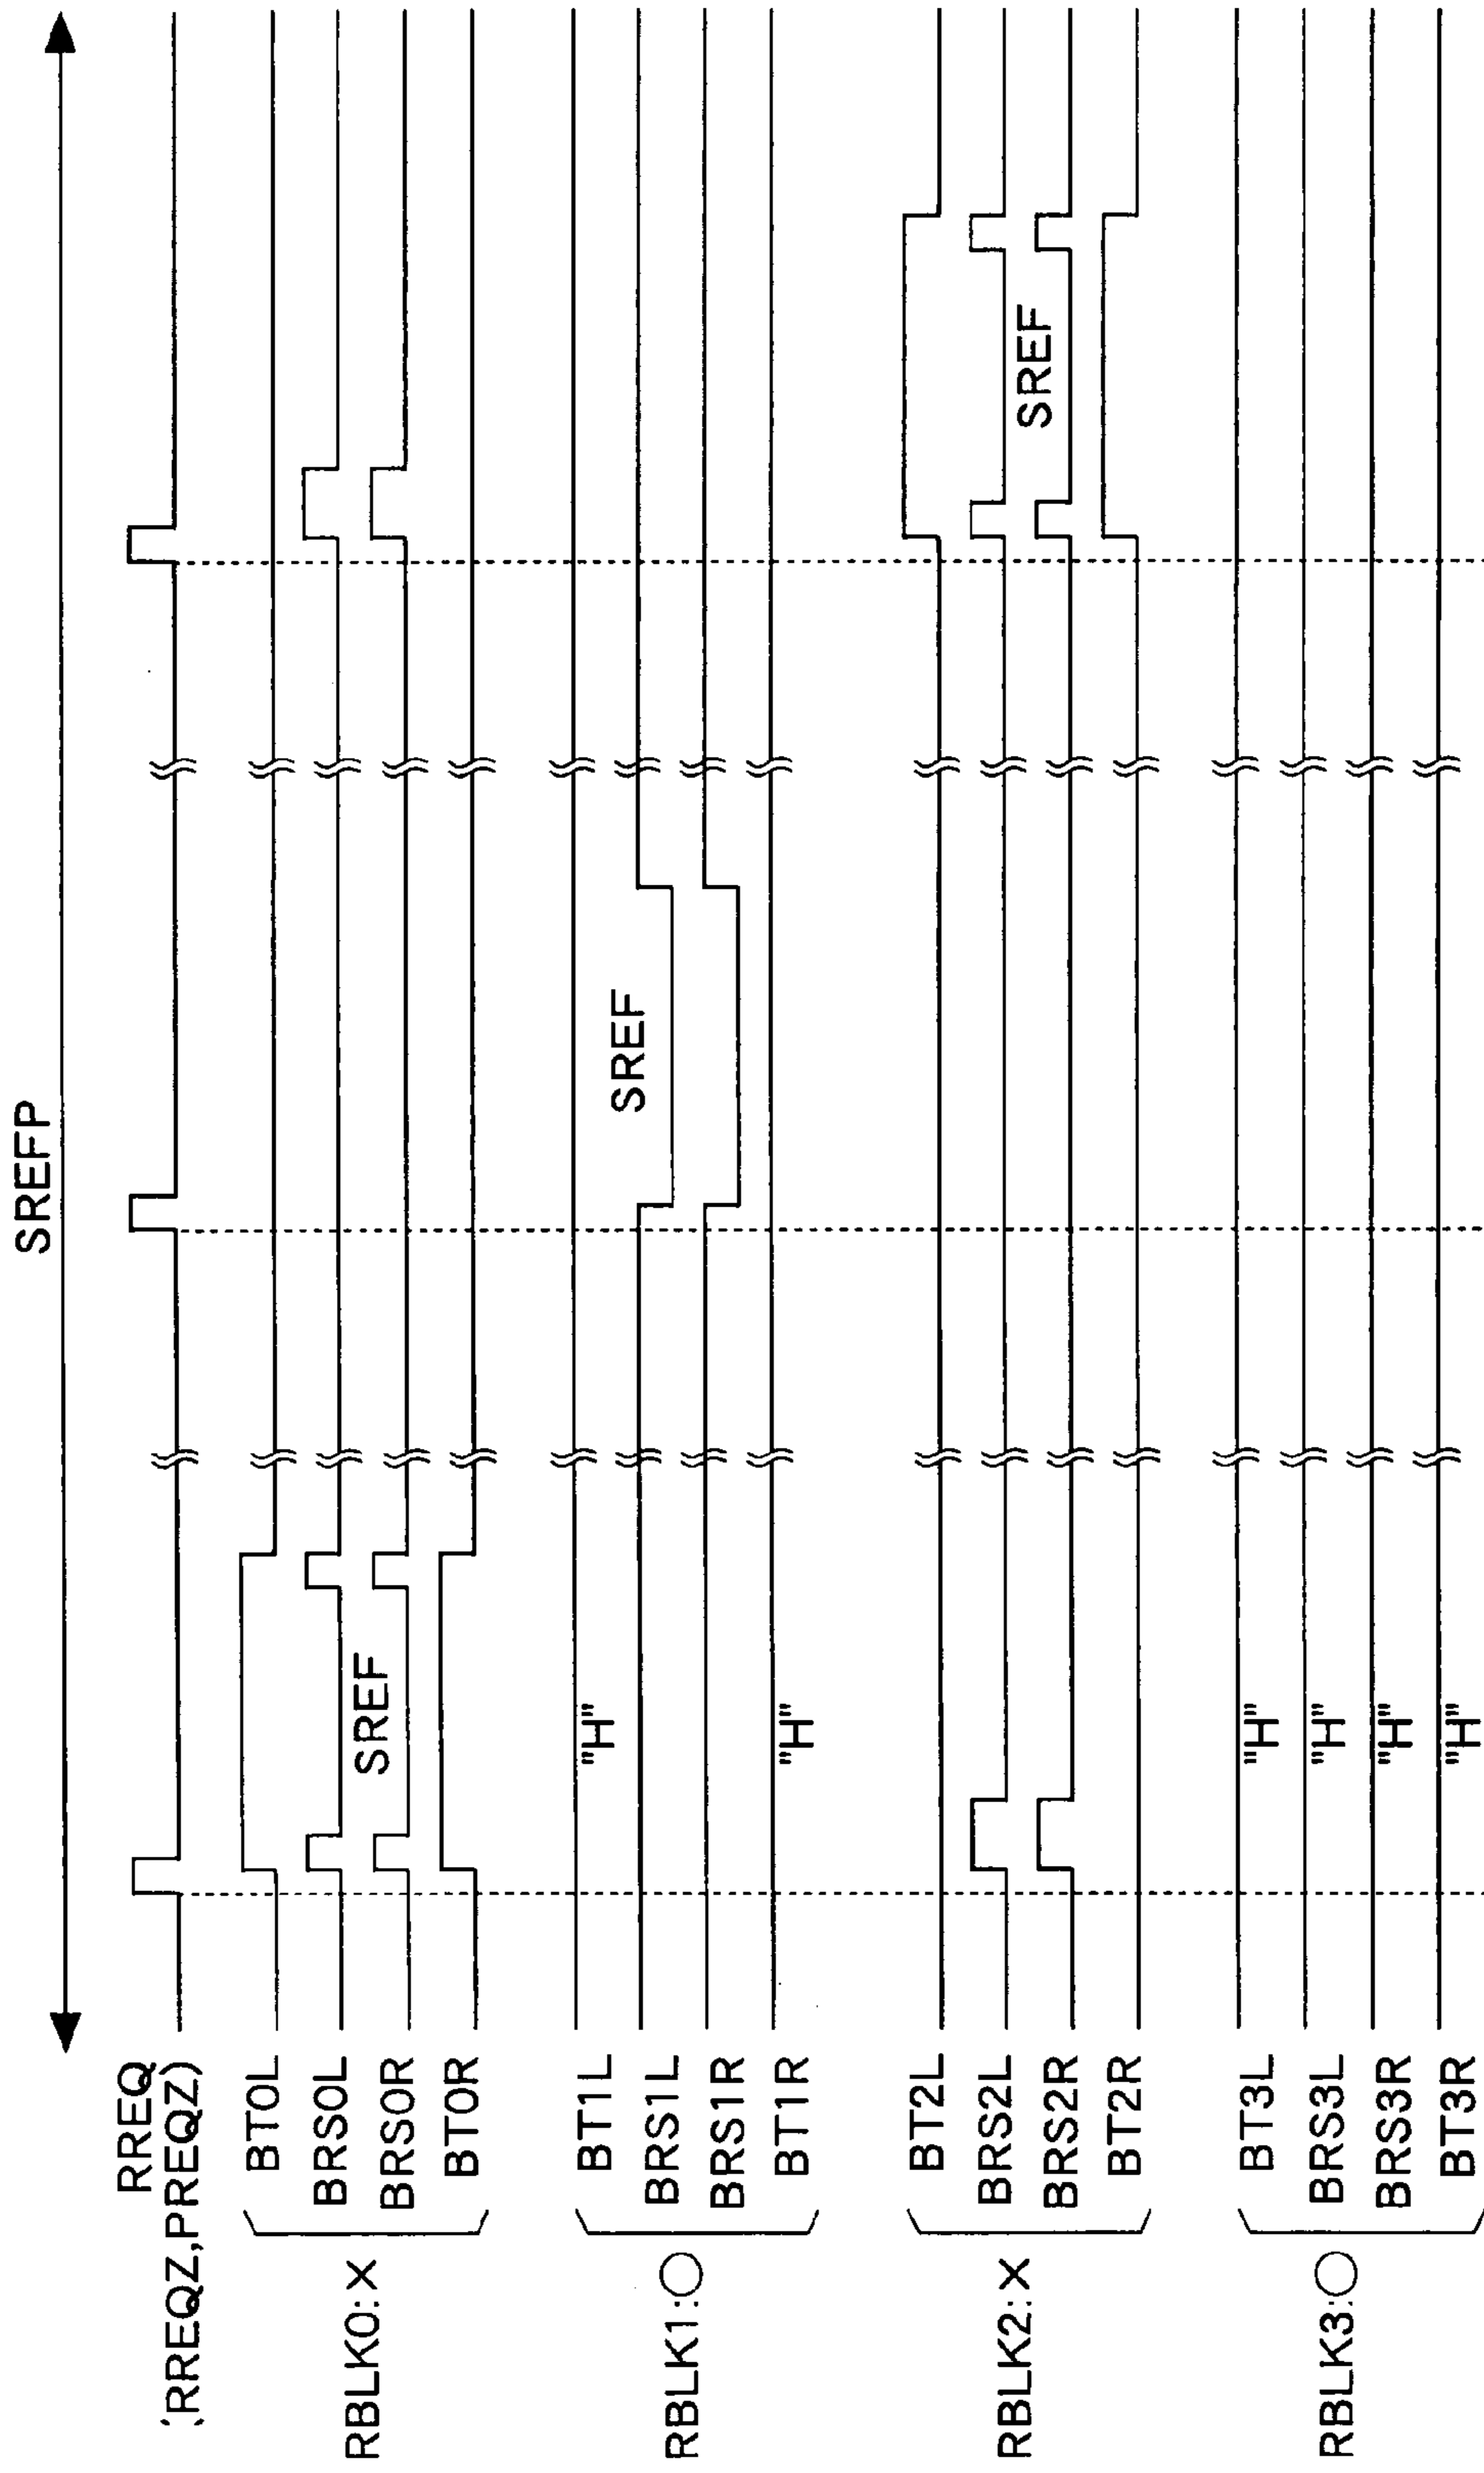 SREFP
RREQ
(RREQZ,PREQZ)
RBLK0:×
BT0L
BRS0L
BRS0R
BT0R
SREF
RBLK1:○
BT1L
BRS1L
BRS1R
BT1R
"H"
"H"
SREF
RBLK2:×
BT2L
BRS2L
BRS2R
BT2R
SREF
RBLK3:○
BT3L
BRS3L
BRS3R
BT3R
"H"
"H"
"H"
"H"